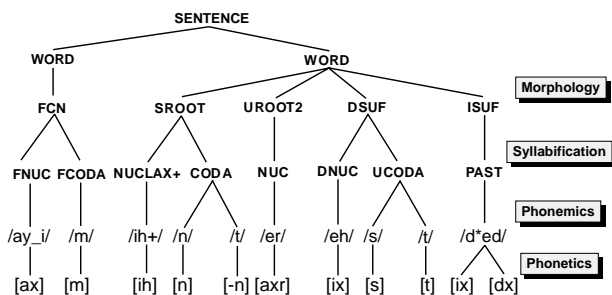 SENTENCE
WORD WORD
Morphology
FCN SROOT UROOT2 DSUF ISUF
Syllabification
FNUC FCODA NUCLAX+ CODA NUC DNUC UCODA PAST
Phonemics
/ay_i/ /m/ /ih+/ /n/ /t/ /er/ /eh/ /s/ /t/ /d*ed/
Phonetics
[ax] [m] [ih] [n] [-n] [axr] [ix] [s] [t] [ix] [dx]